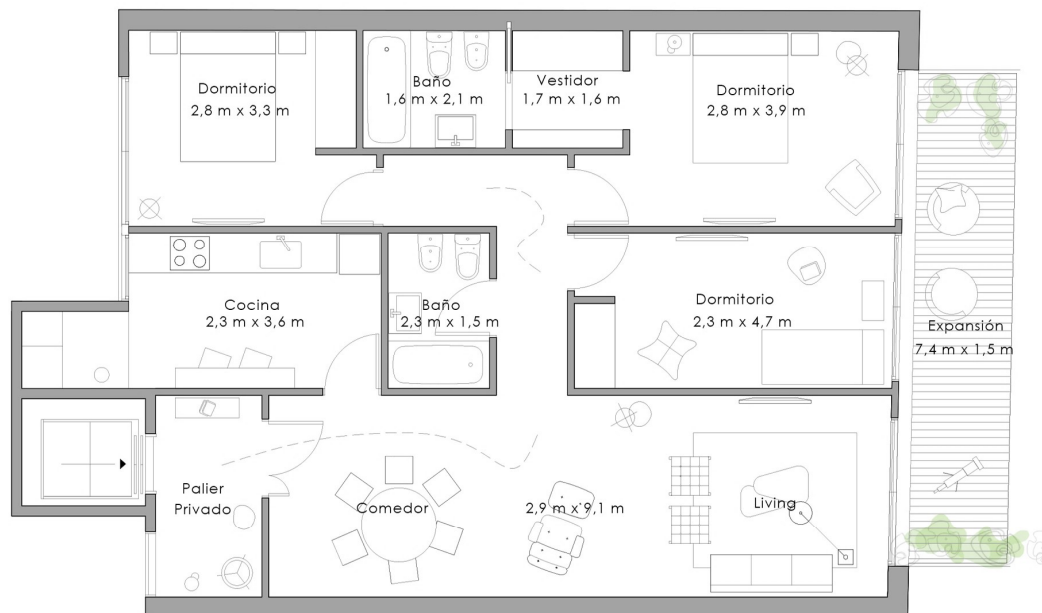 Dormitorio
2,8 m x 3,3 m
Baño
1,6 m x 2,1 m
Vestidor
1,7 m x 1,6 m
Dormitorio
2,8 m x 3,9 m
Cocina
2,3 m x 3,6 m
Baño
2,3 m x 1,5 m
Dormitorio
2,3 m x 4,7 m
Expansión
7,4 m x 1,5 m
Palier
Privado
Comedor
2,9 m x 9,1 m
Living